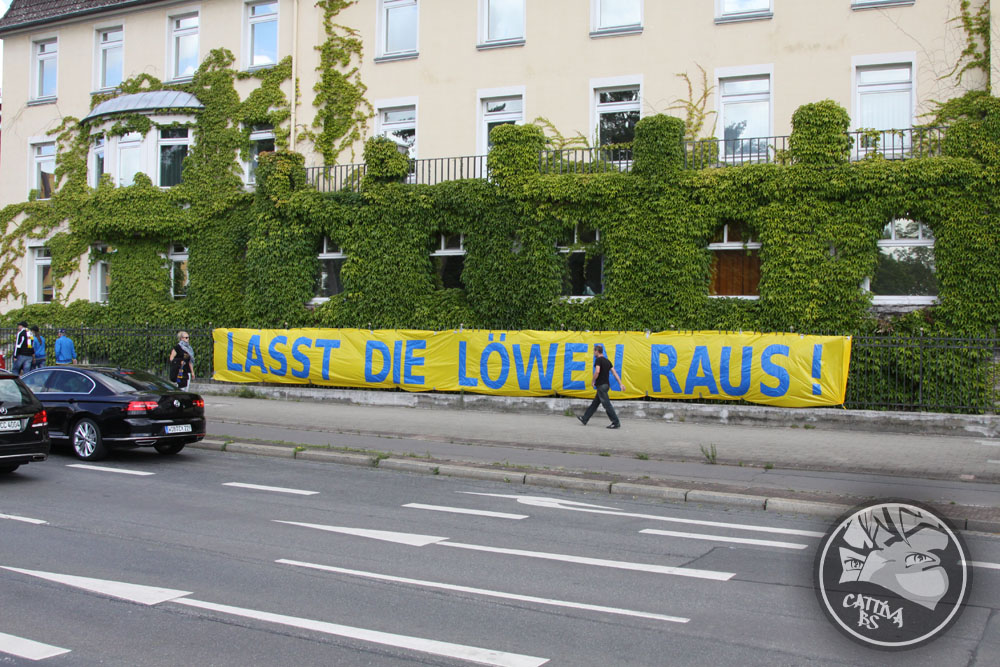 LASST DIE LÖWEN RAUS !
CATTIVA
BS